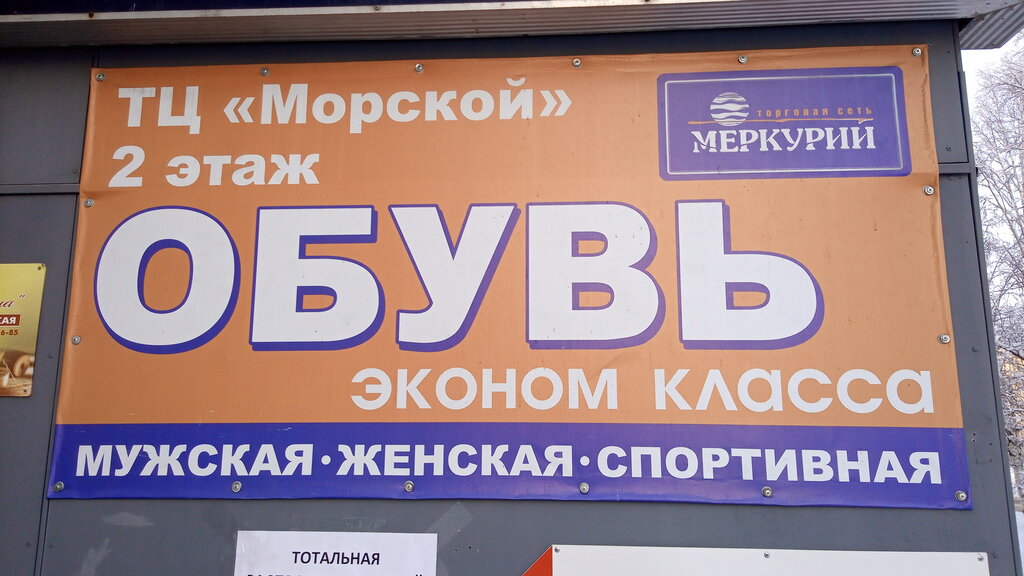 ТЦ «Морской»
2 этаж
торговая сеть
МЕРКУРИЙ
ОБУВЬ
эконом класса
МУЖСКАЯ·ЖЕНСКАЯ·СПОРТИВНАЯ
ТОТАЛЬНАЯ